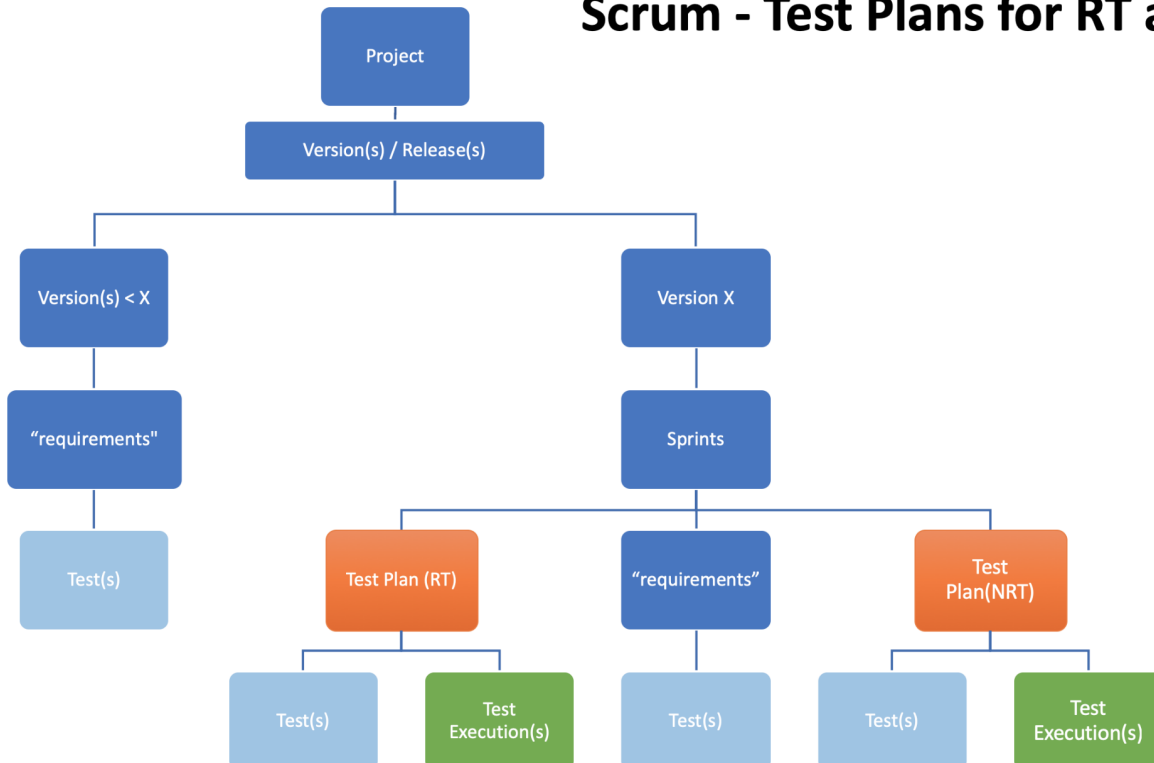 Scrum - Test Plans for RT a
Project
Version(s) / Release(s)
Version(s) < X
Version X
“requirements"
Sprints
Test(s)
Test Plan (RT)
“requirements”
Test
Plan(NRT)
Test(s)
Test
Execution(s)
Test(s)
Test(s)
Test
Execution(s)